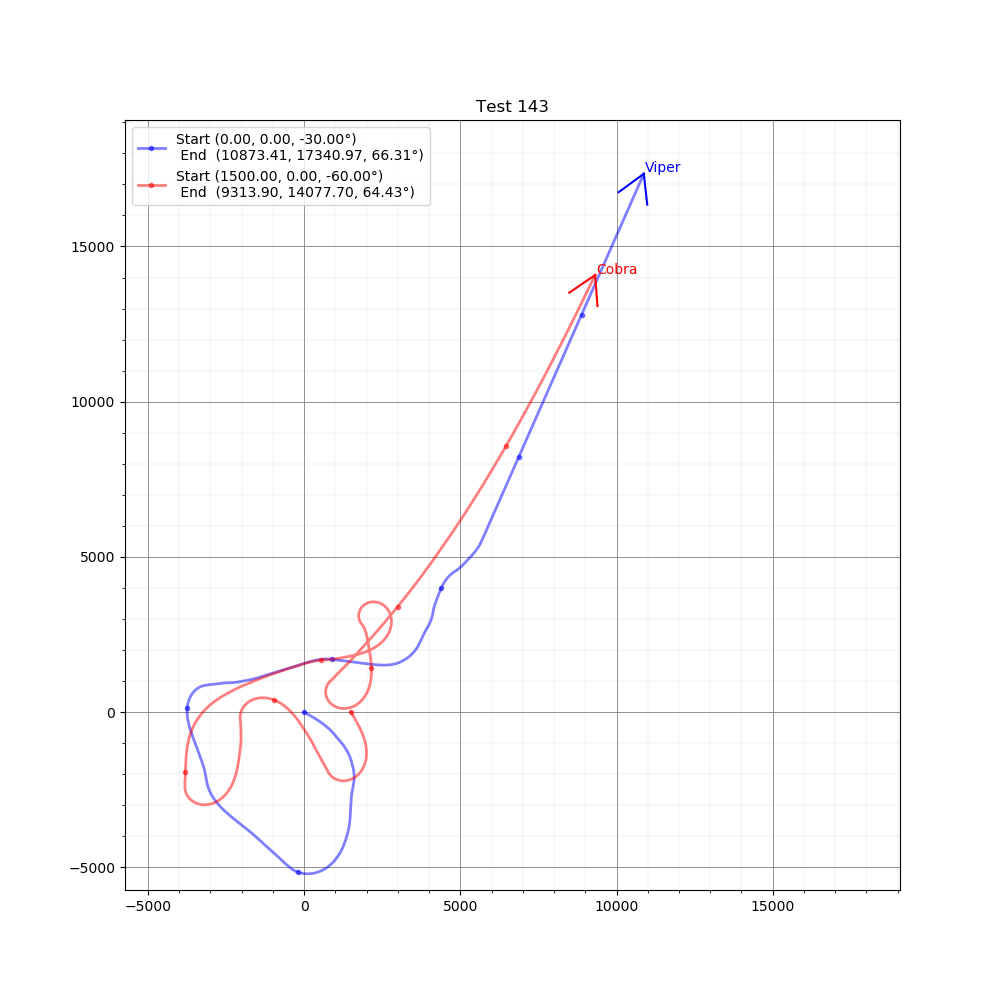 Test 143
Start (0.00, 0.00, -30.00°)
End (10873.41, 17340.97, 66.31°)
Start (1500.00, 0.00, -60.00°)
End (9313.90, 14077.70, 64.43°)
Viper
Cobra
15000
10000
5000
0
−5000
−5000
0
5000
10000
15000